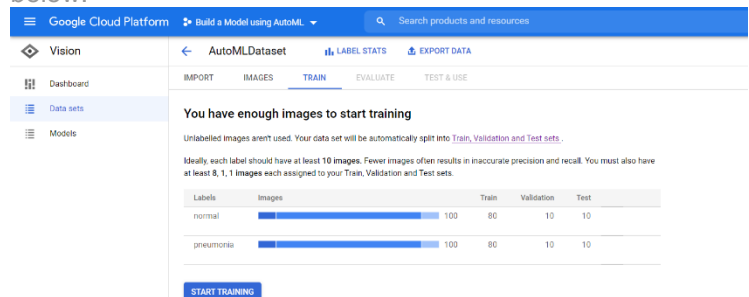 Google Cloud Platform Build a Model using AutoML Search products and resources
Vision AutoMLDataset LABEL STATS EXPORT DATA
Dashboard
Data sets
Models
IMPORT IMAGES TRAIN EVALUATE TEST & USE
You have enough images to start training
Unlabelled images aren't used. Your data set will be automatically split into Train, Validation and Test sets .
Ideally, each label should have at least 10 images. Fewer images often results in inaccurate precision and recall. You must also have
at least 8, 1, 1 images each assigned to your Train, Validation and Test sets.
Labels Images Train Validation Test
normal 100 80 10 10
pneumonia 100 80 10 10
START TRAINING